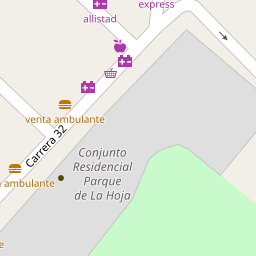 express
allistad
venta ambulante
Carrera 32
Conjunto
Residencial
Parque
de La Hoja
ambulante